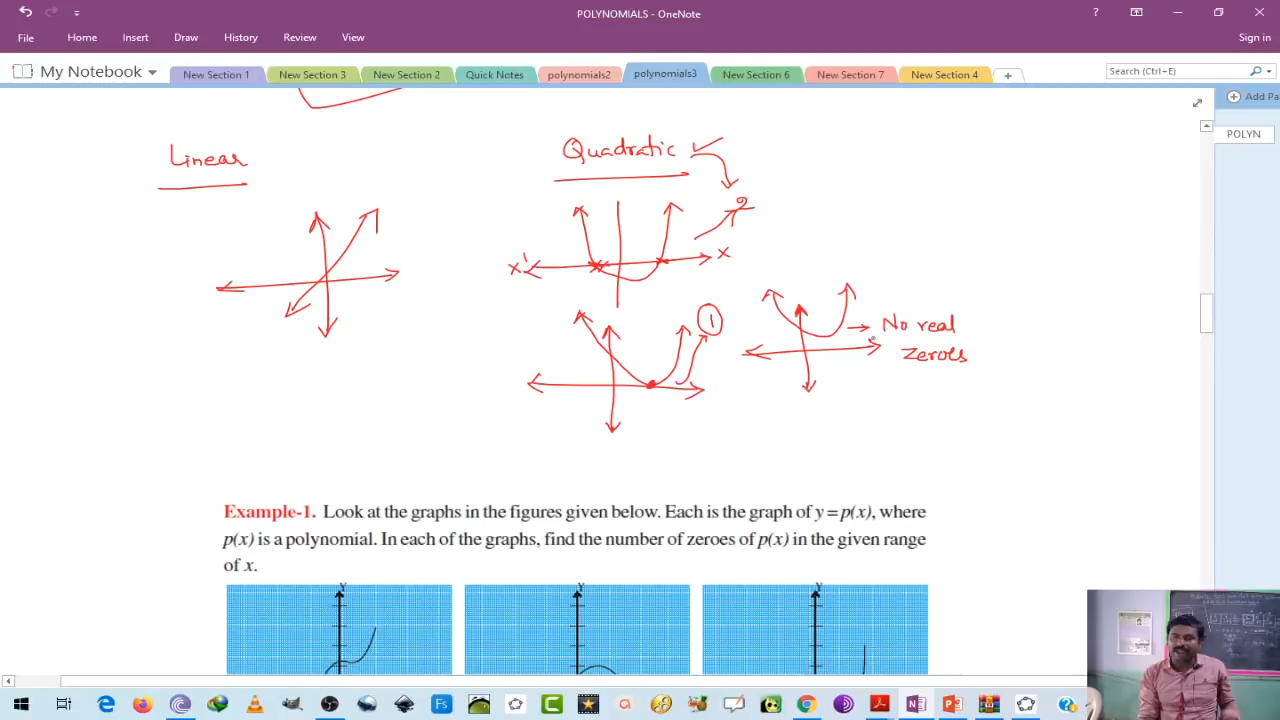 POLYNOMIALS - OneNote
?
Sign in
File Home Insert Draw History Review View
My Notebook
New Section 1 New Section 3 New Section 2 Quick Notes polynomials2 polynomials3 New Section 6 New Section 7 New Section 4
Search (Ctrl+E)
Add Pa
POLYN
Linear
Quadratic
2
X' X
1
No real
zeroes
Example-1. Look at the graphs in the figures given below. Each is the graph of y = p(x), where
p(x) is a polynomial. In each of the graphs, find the number of zeroes of p(x) in the given range
of x.
Y Y Y